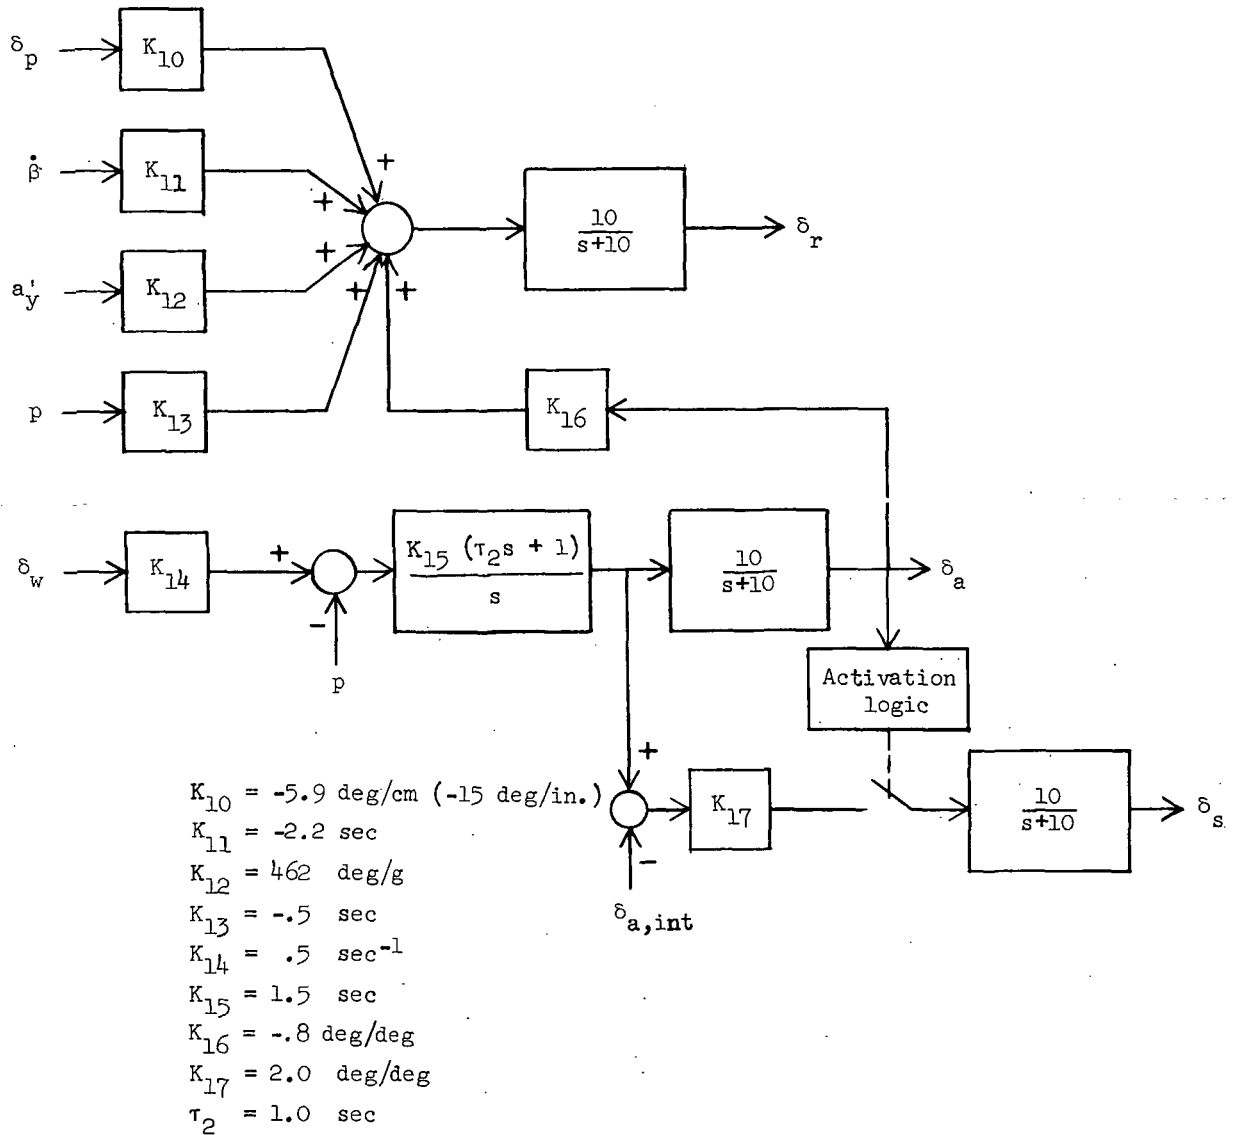 δp
K10
β̇
K11
a'y
K12
p
K13
+
+
+
+
+
10
s+10
δr
K16
δw
K14
+
−
p
K15 (τ2s + 1)
s
10
s+10
δa
Activation
logic
+
−
δa,int
K17
10
s+10
δs
K10 = -5.9 deg/cm (-15 deg/in.)
K11 = -2.2 sec
K12 = 462 deg/g
K13 = -.5 sec
K14 = .5 sec-1
K15 = 1.5 sec
K16 = -.8 deg/deg
K17 = 2.0 deg/deg
τ2 = 1.0 sec